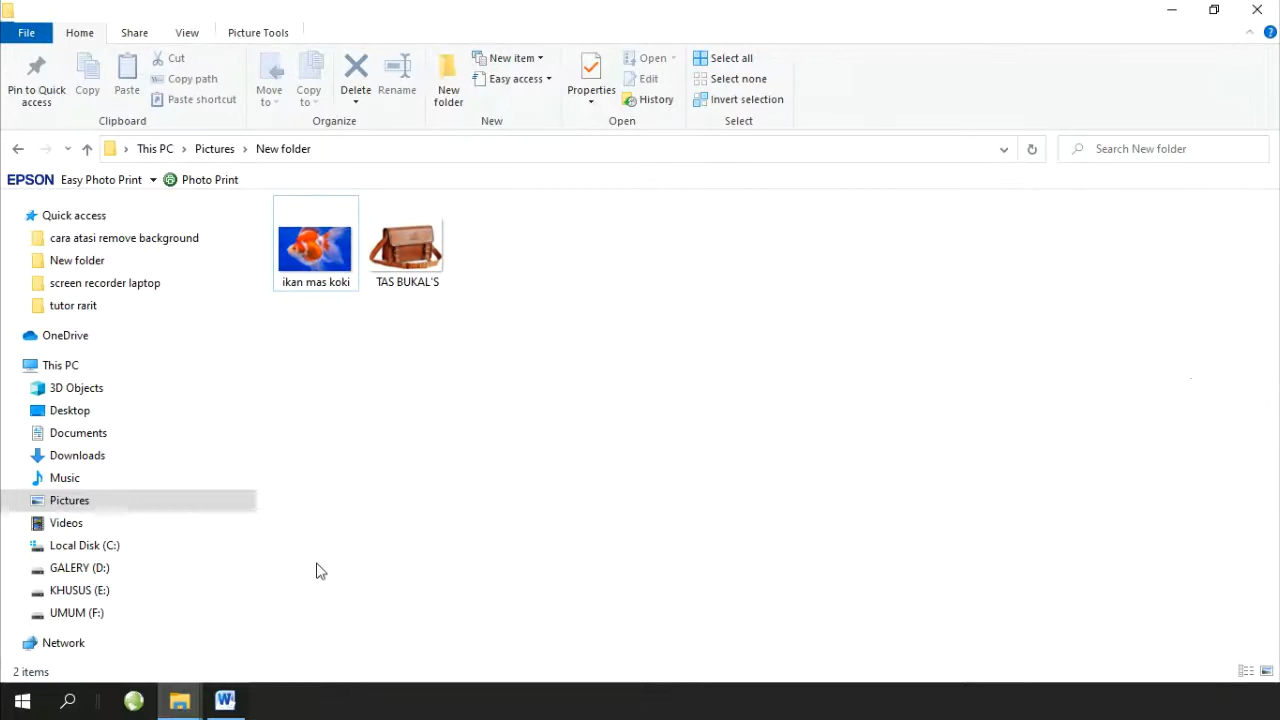 File Home Share View Picture Tools
Cut
Copy path
Paste shortcut
Pin to Quick access
Copy
Paste
Clipboard
Move to
Copy to
Delete
Rename
Organize
New folder
New item
Easy access
New
Properties
Open
Edit
History
Open
Select all
Select none
Invert selection
Select
This PC Pictures New folder
Search New folder
EPSON Easy Photo Print Photo Print
Quick access
cara atasi remove background
New folder
screen recorder laptop
tutor rarit
OneDrive
This PC
3D Objects
Desktop
Documents
Downloads
Music
Pictures
Videos
Local Disk (C:)
GALERY (D:)
KHUSUS (E:)
UMUM (F:)
Network
ikan mas koki
TAS BUKAL'S
2 items
W